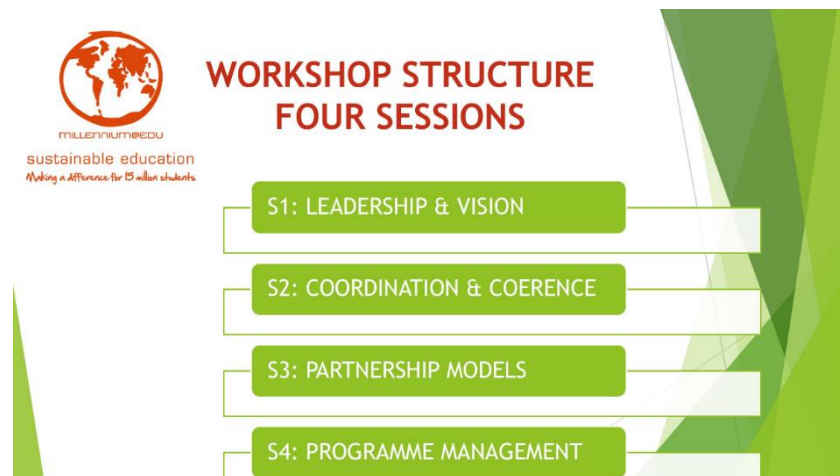 WORKSHOP STRUCTURE
FOUR SESSIONS
MILLENNIUM@EDU
sustainable education
Making a difference for 15 million students
S1: LEADERSHIP & VISION
S2: COORDINATION & COERENCE
S3: PARTNERSHIP MODELS
S4: PROGRAMME MANAGEMENT